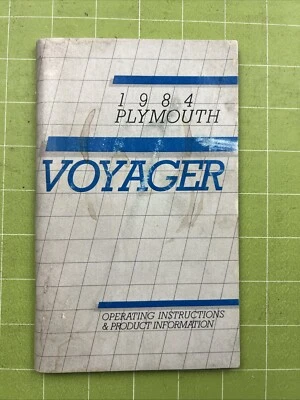 1984
PLYMOUTH
VOYAGER
OPERATING INSTRUCTIONS
& PRODUCT INFORMATION